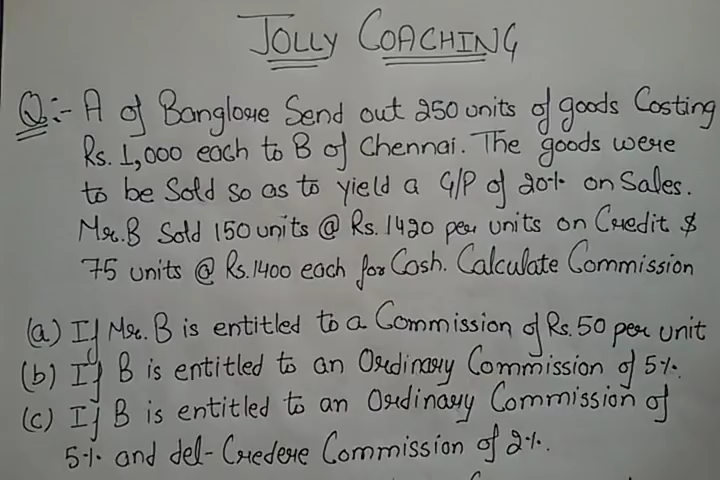 JOLLY COACHING
Q:- A of Banglore Send out 250 units of goods Costing
Rs. 1,000 each to B of Chennai. The goods were
to be Sold so as to yield a G/P of 20% on Sales.
Mr. B Sold 150 units @ Rs. 1420 per units on Credit &
75 units @ Rs. 1400 each for Cash. Calculate Commission
(a) If Mr. B is entitled to a Commission of Rs. 50 per unit
(b) If B is entitled to an Ordinary Commission of 5%.
(c) If B is entitled to an Ordinary Commission of
5% and del-Credere Commission of 2%.